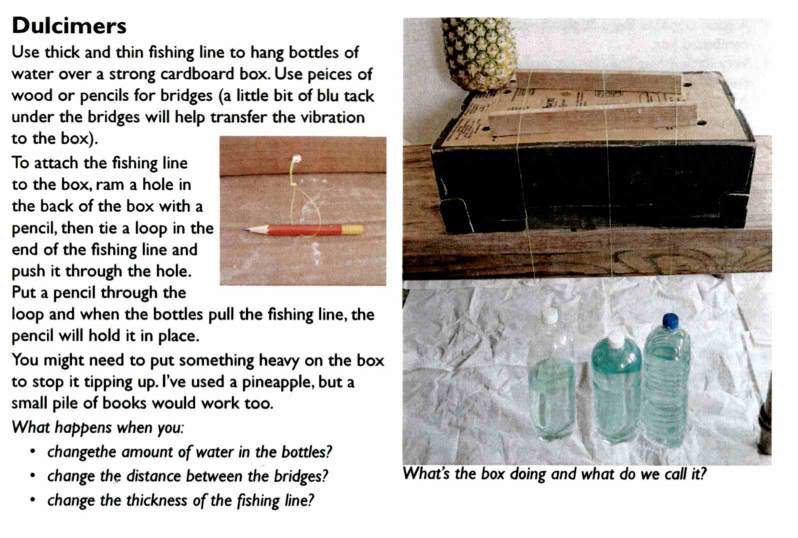 Dulcimers
Use thick and thin fishing line to hang bottles of
water over a strong cardboard box. Use peices of
wood or pencils for bridges (a little bit of blu tack
under the bridges will help transfer the vibration
to the box).
To attach the fishing line
to the box, ram a hole in
the back of the box with a
pencil, then tie a loop in the
end of the fishing line and
push it through the hole.
Put a pencil through the
loop and when the bottles pull the fishing line, the
pencil will hold it in place.
You might need to put something heavy on the box
to stop it tipping up. I've used a pineapple, but a
small pile of books would work too.
What happens when you:
• changethe amount of water in the bottles?
• change the distance between the bridges?
• change the thickness of the fishing line?
What's the box doing and what do we call it?